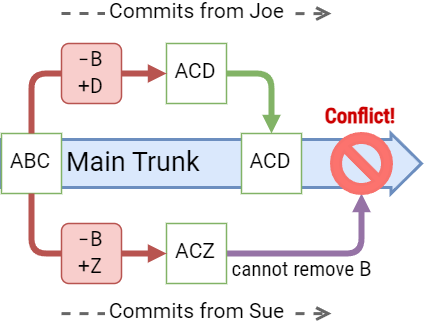 Commits from Joe
−B
+D
ACD
Conflict!
ABC
Main Trunk
ACD
−B
+Z
ACZ
cannot remove B
Commits from Sue